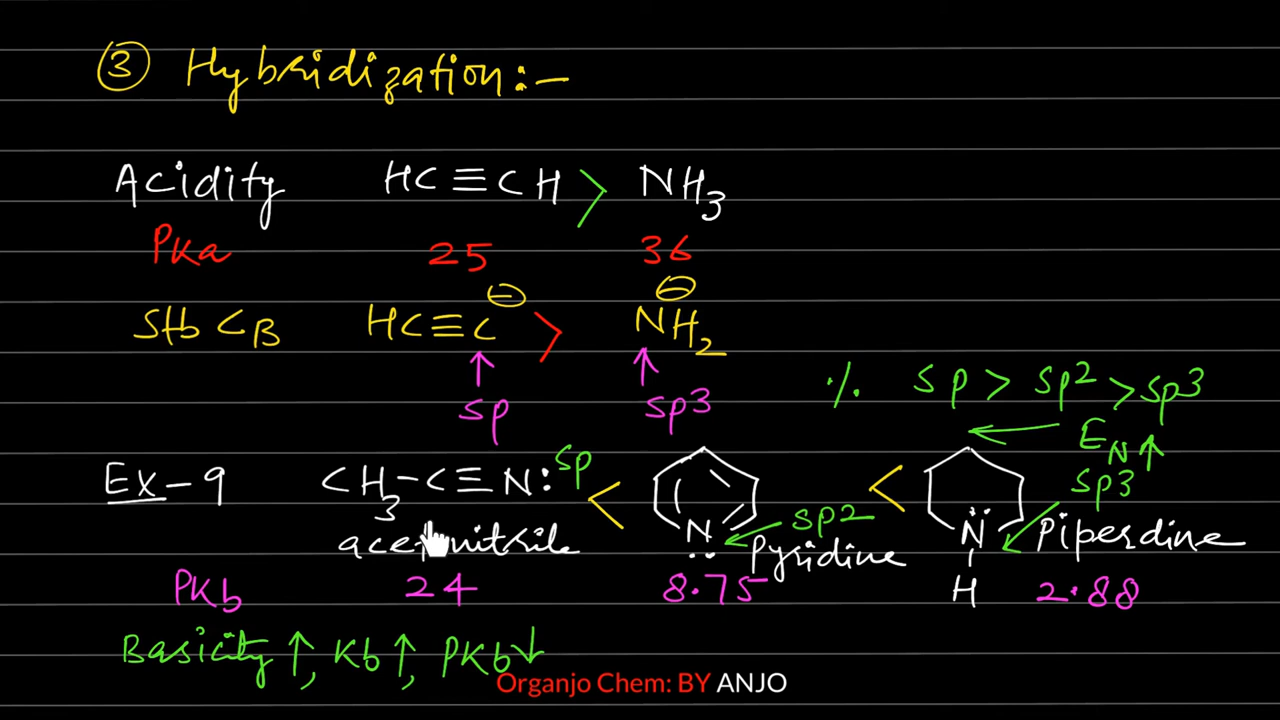 ③ Hybridization:-
Acidity HC≡CH > NH3
PKa 25 36
Stb CB HC≡C⊖ > NH2⊖
sp sp3
% sp > sp2 > sp3
EN↑
Ex-9 CH3-C≡N: sp < N sp2 < N sp3
H
acetonitrile Pyridine Piperdine
PKb 24 8.75 2.88
Basicity ↑, Kb ↑, PKb ↓
Organjo Chem: BY ANJO